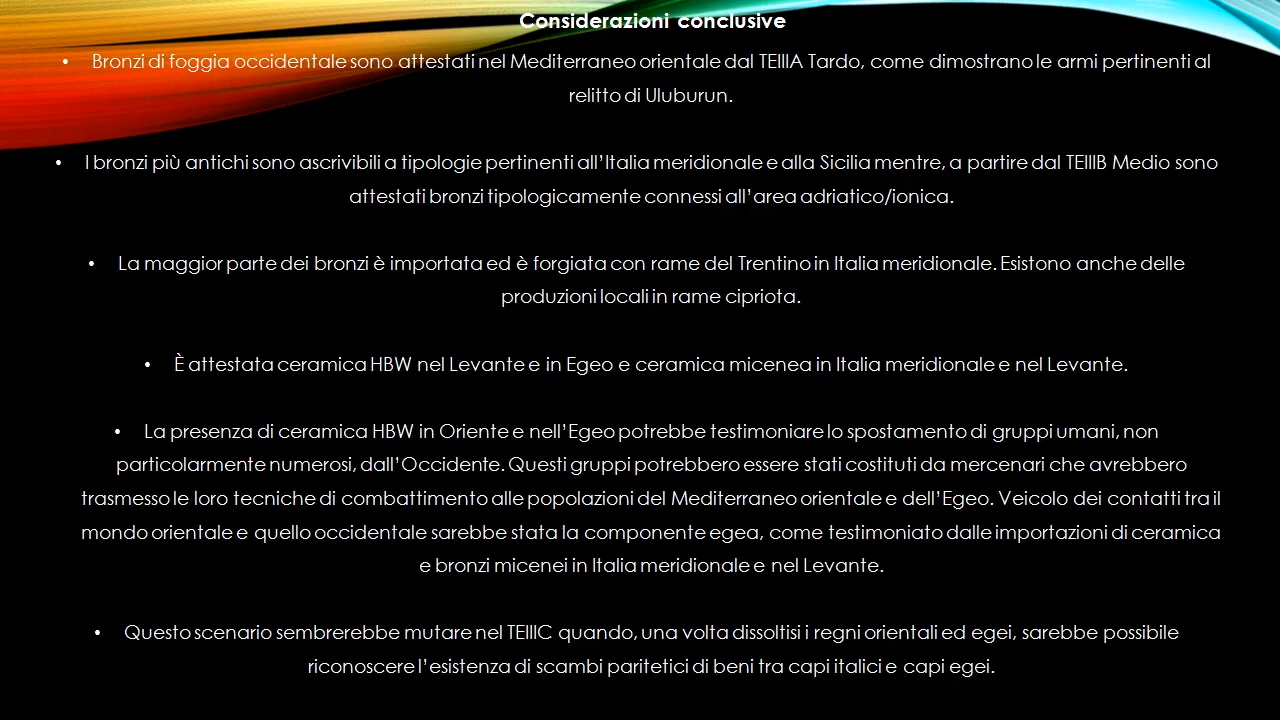 Considerazioni conclusive
• Bronzi di foggia occidentale sono attestati nel Mediterraneo orientale dal TEIIIA Tardo, come dimostrano le armi pertinenti al
relitto di Uluburun.
• I bronzi più antichi sono ascrivibili a tipologie pertinenti all’Italia meridionale e alla Sicilia mentre, a partire dal TEIIIB Medio sono
attestati bronzi tipologicamente connessi all’area adriatico/ionica.
• La maggior parte dei bronzi è importata ed è forgiata con rame del Trentino in Italia meridionale. Esistono anche delle
produzioni locali in rame cipriota.
• È attestata ceramica HBW nel Levante e in Egeo e ceramica micenea in Italia meridionale e nel Levante.
• La presenza di ceramica HBW in Oriente e nell’Egeo potrebbe testimoniare lo spostamento di gruppi umani, non
particolarmente numerosi, dall’Occidente. Questi gruppi potrebbero essere stati costituti da mercenari che avrebbero
trasmesso le loro tecniche di combattimento alle popolazioni del Mediterraneo orientale e dell’Egeo. Veicolo dei contatti tra il
mondo orientale e quello occidentale sarebbe stata la componente egea, come testimoniato dalle importazioni di ceramica
e bronzi micenei in Italia meridionale e nel Levante.
• Questo scenario sembrerebbe mutare nel TEIIIC quando, una volta dissoltisi i regni orientali ed egei, sarebbe possibile
riconoscere l’esistenza di scambi paritetici di beni tra capi italici e capi egei.